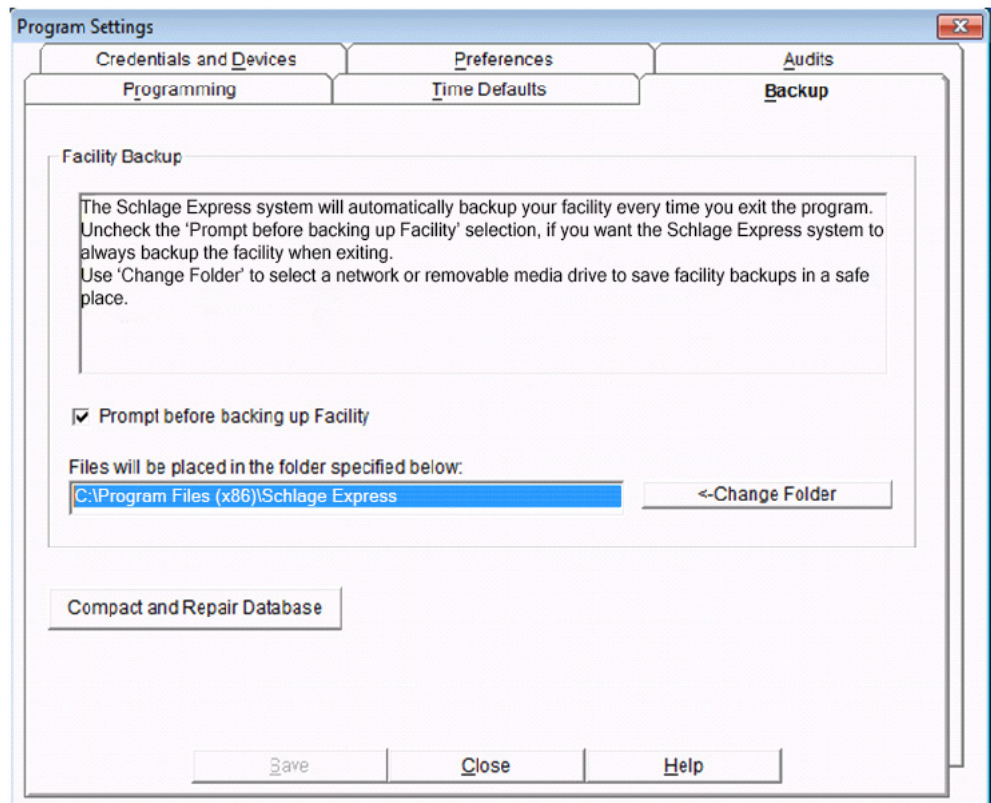 Program Settings
Credentials and Devices
Preferences
Audits
Programming
Time Defaults
Backup
Facility Backup
The Schlage Express system will automatically backup your facility every time you exit the program.
Uncheck the 'Prompt before backing up Facility' selection, if you want the Schlage Express system to
always backup the facility when exiting.
Use 'Change Folder' to select a network or removable media drive to save facility backups in a safe
place.
Prompt before backing up Facility
Files will be placed in the folder specified below:
C:\Program Files (x86)\Schlage Express
<-Change Folder
Compact and Repair Database
Save
Close
Help